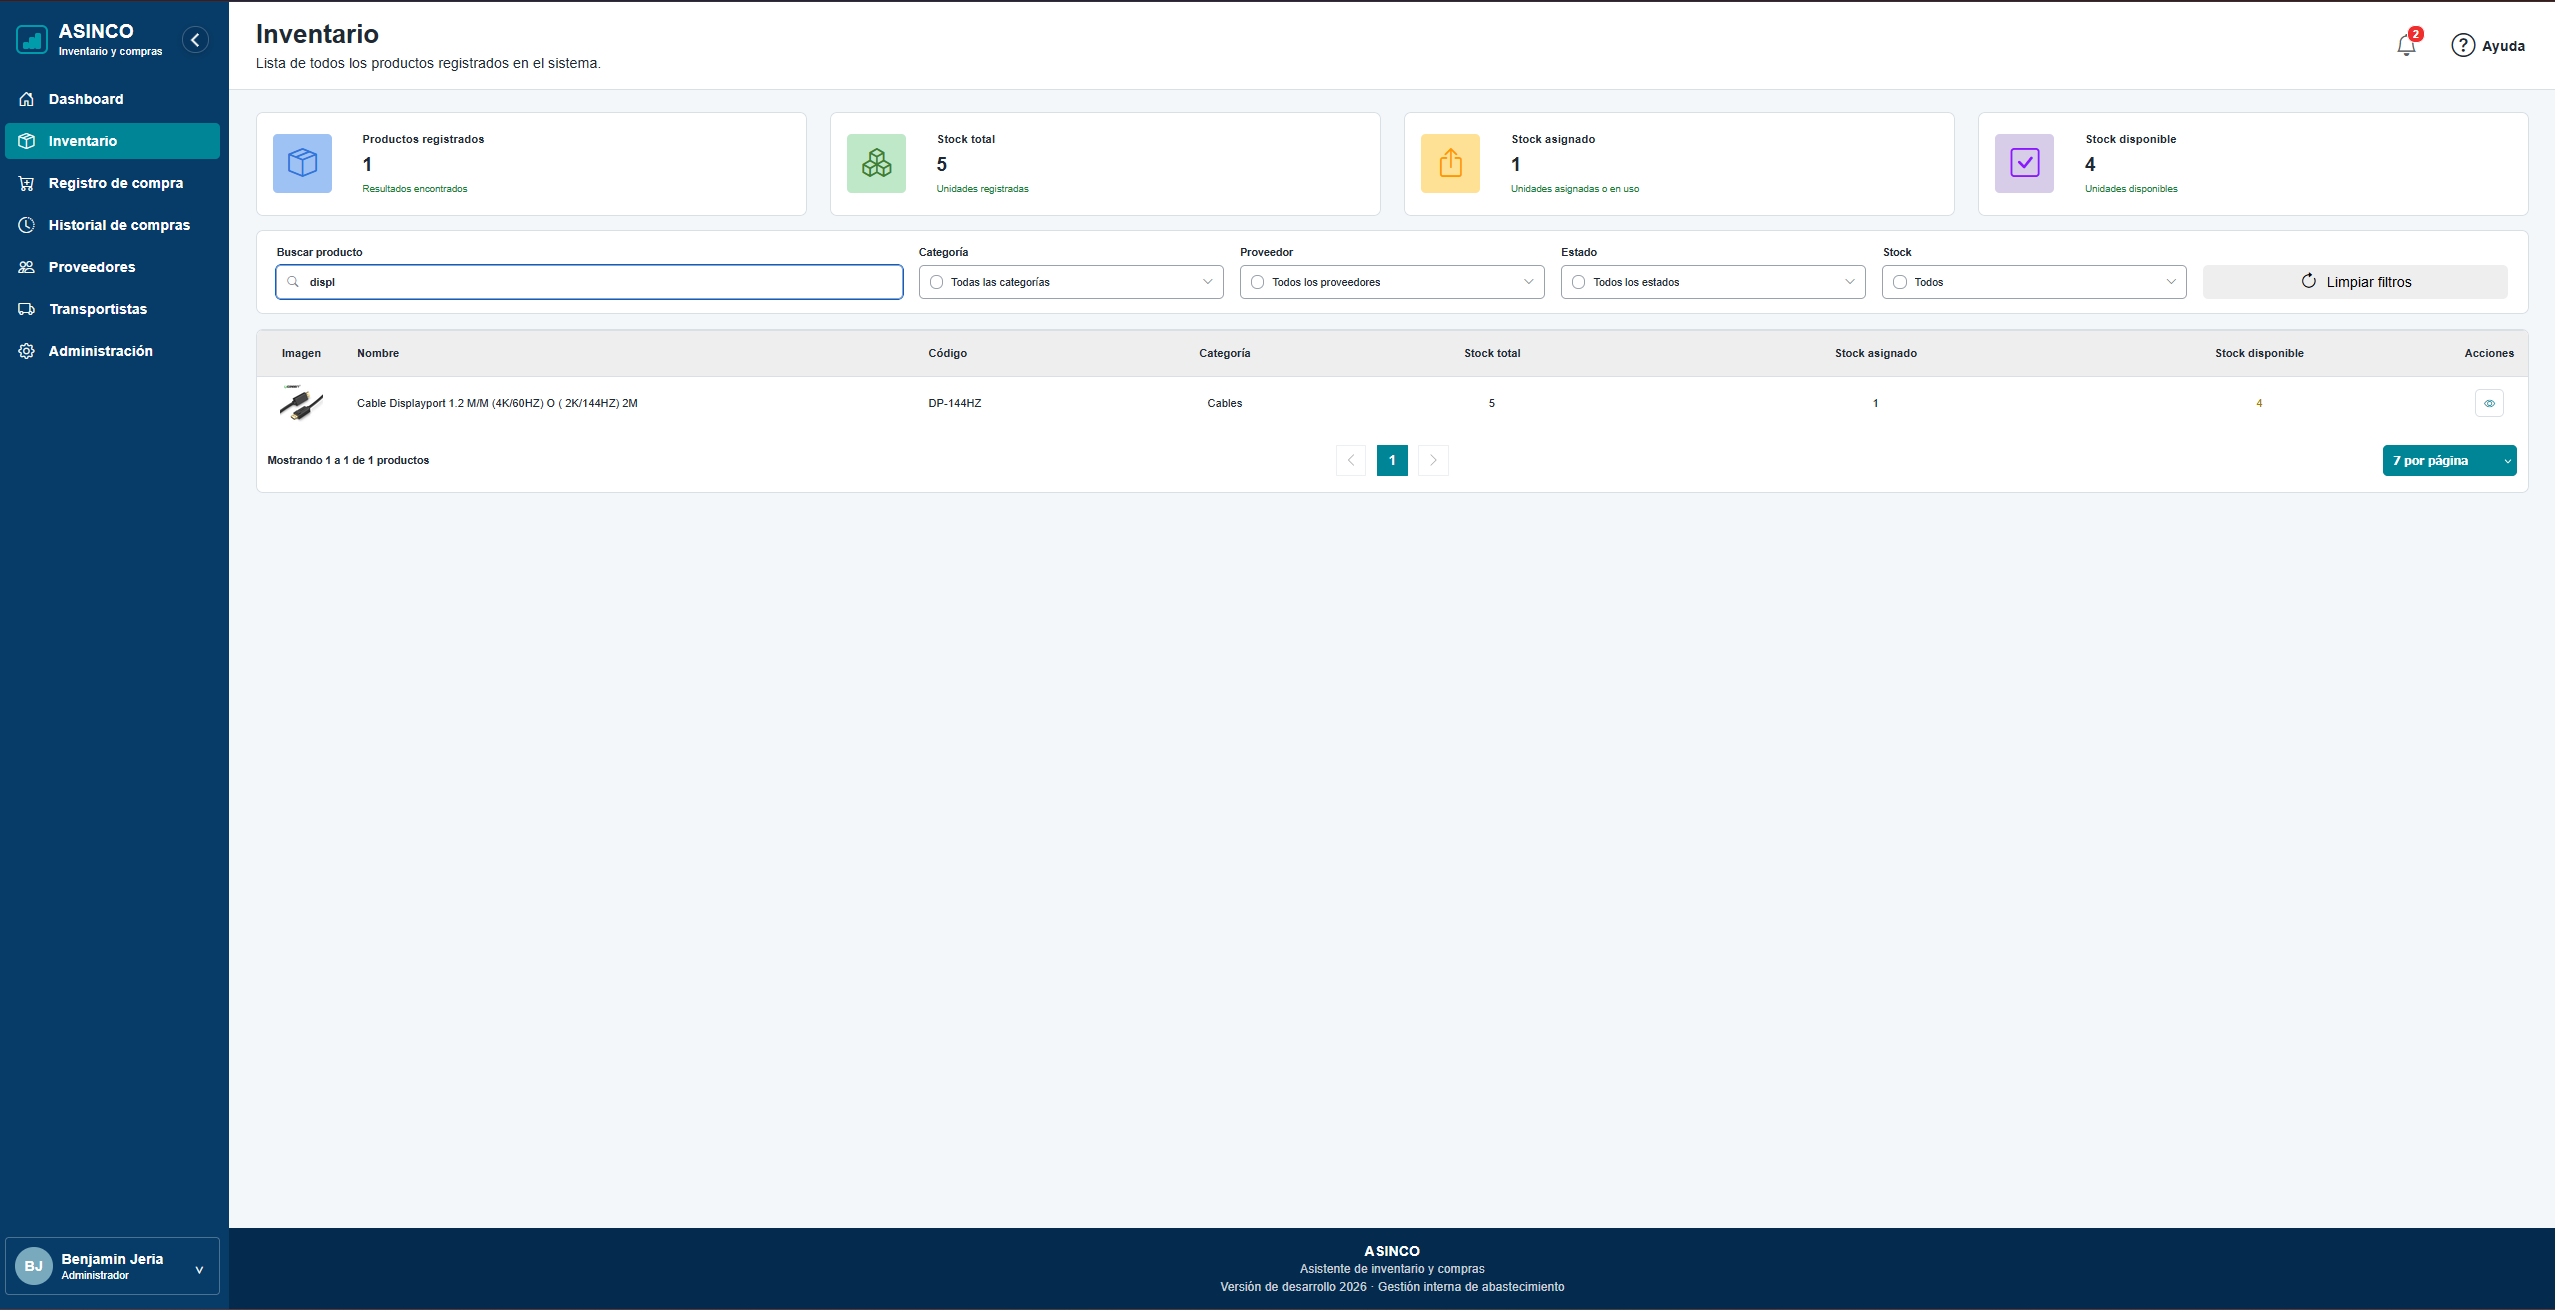 ASINCO
Inventario y compras
Dashboard
Inventario
Registro de compra
Historial de compras
Proveedores
Transportistas
Administración
BJ
Benjamin Jeria
Administrador
Inventario
Lista de todos los productos registrados en el sistema.
2
Ayuda
Productos registrados
1
Resultados encontrados
Stock total
5
Unidades registradas
Stock asignado
1
Unidades asignadas o en uso
Stock disponible
4
Unidades disponibles
Buscar producto
displ
Categoría
Todas las categorías
Proveedor
Todos los proveedores
Estado
Todos los estados
Stock
Todos
Limpiar filtros
Imagen Nombre Código Categoría Stock total Stock asignado Stock disponible Acciones
Cable Displayport 1.2 M/M (4K/60HZ) O ( 2K/144HZ) 2M DP-144HZ Cables 5 1 4
Mostrando 1 a 1 de 1 productos
1
7 por página
ASINCO
Asistente de inventario y compras
Versión de desarrollo 2026 · Gestión interna de abastecimiento